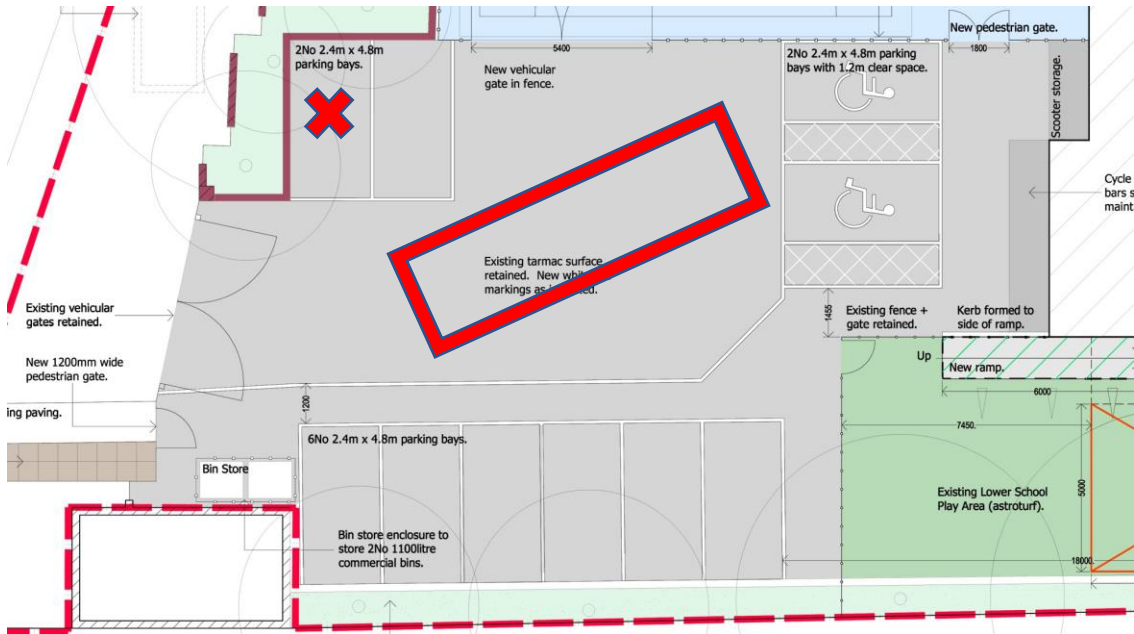 2No 2.4m x 4.8m
parking bays.
5400
New vehicular
gate in fence.
2No 2.4m x 4.8m parking
bays with 1.2m clear space.
New pedestrian gate.
1800
Scooter storage.
Cycle
bars s
maint
Existing tarmac surface
retained. New whi
markings as i
d.
Existing vehicular
gates retained.
New 1200mm wide
pedestrian gate.
ing paving.
1455
Existing fence +
gate retained.
Kerb formed to
side of ramp.
Up
New ramp.
6000
1200
7450.
6No 2.4m x 4.8m parking bays.
Bin Store
5000
Existing Lower School
Play Area (astroturf).
Bin store enclosure to
store 2No 1100litre
commercial bins.
18000